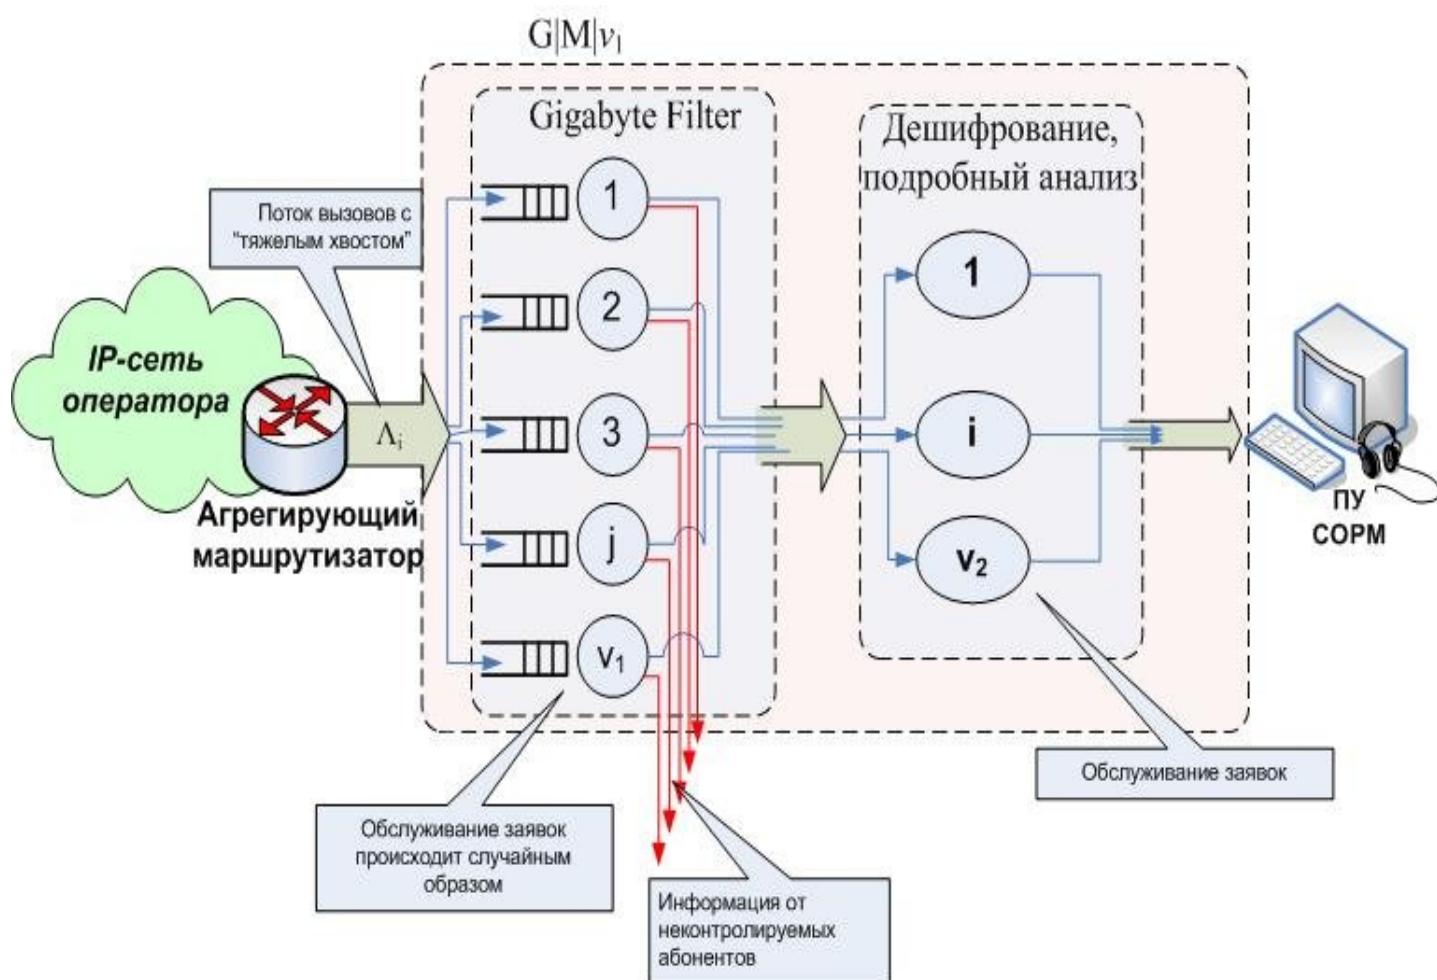 G|M|v₁
Gigabyte Filter
Дешифрование,
подробный анализ
Поток вызовов с
“тяжелым хвостом”
IP-сеть
оператора
Λᵢ
Агрегирующий
маршрутизатор
1
2
3
j
v₁
1
i
v₂
ПУ
СОРМ
Обслуживание заявок
Обслуживание заявок
происходит случайным
образом
Информация от
неконтролируемых
абонентов